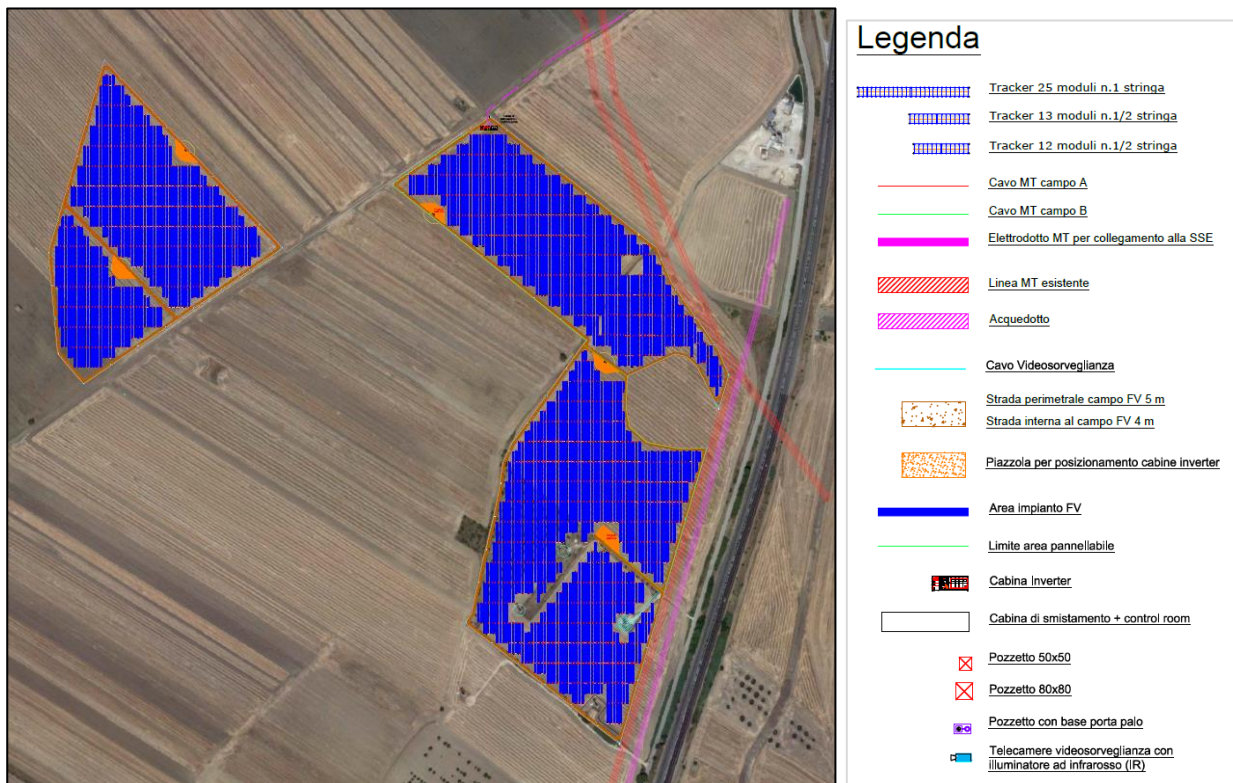 Legenda
Tracker 25 moduli n.1 stringa
Tracker 13 moduli n.1/2 stringa
Tracker 12 moduli n.1/2 stringa
Cavo MT campo A
Cavo MT campo B
Elettrodotto MT per collegamento alla SSE
Linea MT esistente
Acquedotto
Cavo Videosorveglianza
Strada perimetrale campo FV 5 m
Strada interna al campo FV 4 m
Piazzola per posizionamento cabine inverter
Area impianto FV
Limite area pannellabile
Cabina Inverter
Cabina di smistamento + control room
Pozzetto 50x50
Pozzetto 80x80
Pozzetto con base porta palo
Telecamere videosorveglianza con
illuminatore ad infrarosso (IR)